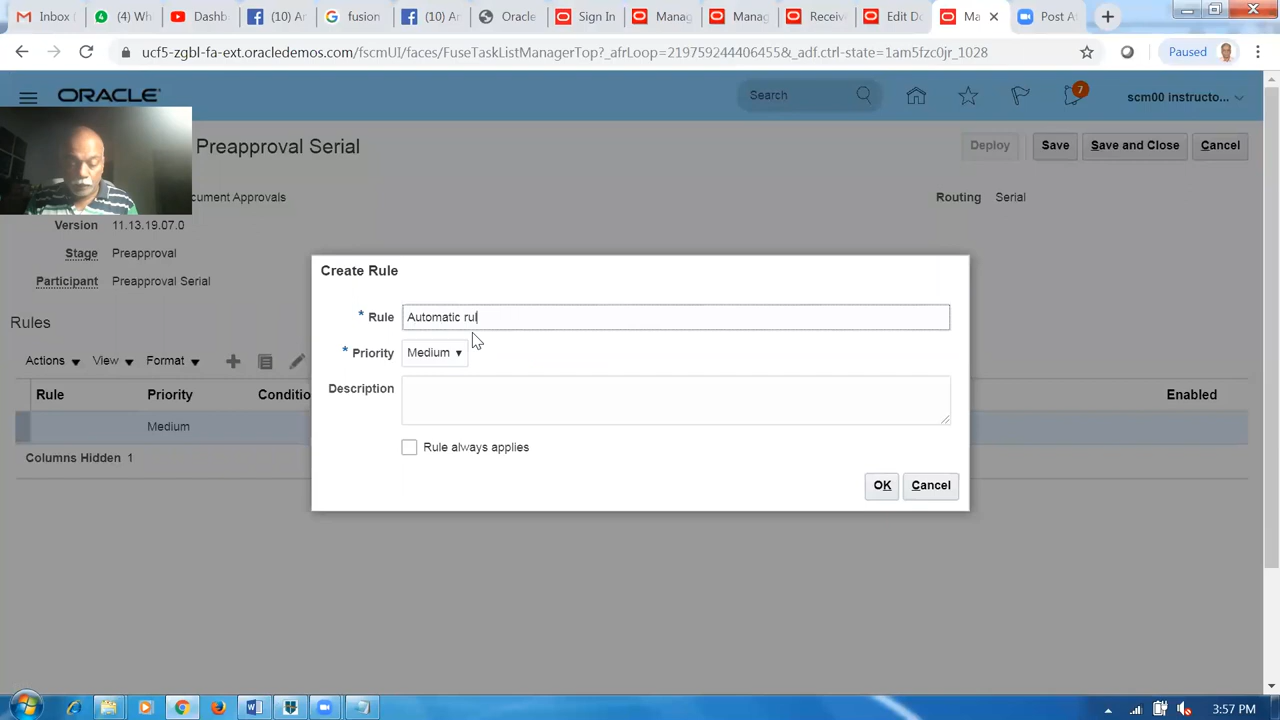 Inbox (
(4) Wh
Dashb
(10)
fusion
(10) Ar
Oracle
Sign In
Manag
Manag
Receiv
Edit D
Ma
Post At
ucf5-zgbl-fa-ext.oracledemos.com/fscmUI/faces/FuseTaskListManagerTop?_afrLoop=2197592444406455&_adf.ctrl-state=1am5fzc0jr_1028
Paused
ORACLE
Search
7
scm00 instructo...
Preapproval Serial
Deploy
Save
Save and Close
Cancel
cument Approvals
Routing Serial
Version 11.13.19.07.0
Stage Preapproval
Participant Preapproval Serial
Rules
Actions
View
Format
Rule
Priority
Conditio
Enabled
Medium
Columns Hidden 1
Create Rule
* Rule Automatic rul
* Priority Medium
Description
Rule always applies
OK
Cancel
3:57 PM